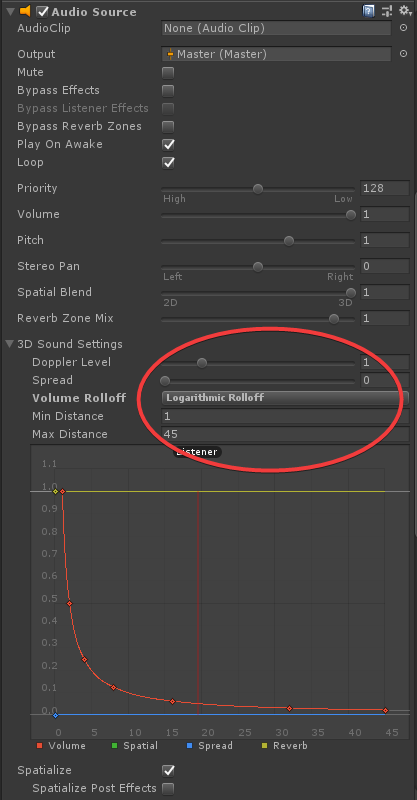 Audio Source
AudioClip None (Audio Clip)
Output Master (Master)
Mute
Bypass Effects
Bypass Listener Effects
Bypass Reverb Zones
Play On Awake
Loop
Priority 128
High Low
Volume 1
Pitch 1
Stereo Pan 0
Left Right
Spatial Blend 1
2D 3D
Reverb Zone Mix 1
3D Sound Settings
Doppler Level 1
Spread 0
Volume Rolloff Logarithmic Rolloff
Min Distance 1
Max Distance 45
Listener
1.1
1.0
0.9
0.8
0.7
0.6
0.5
0.4
0.3
0.2
0.1
0.0
0 5 10 15 20 25 30 35 40 45
Volume Spatial Spread Reverb
Spatialize
Spatialize Post Effects